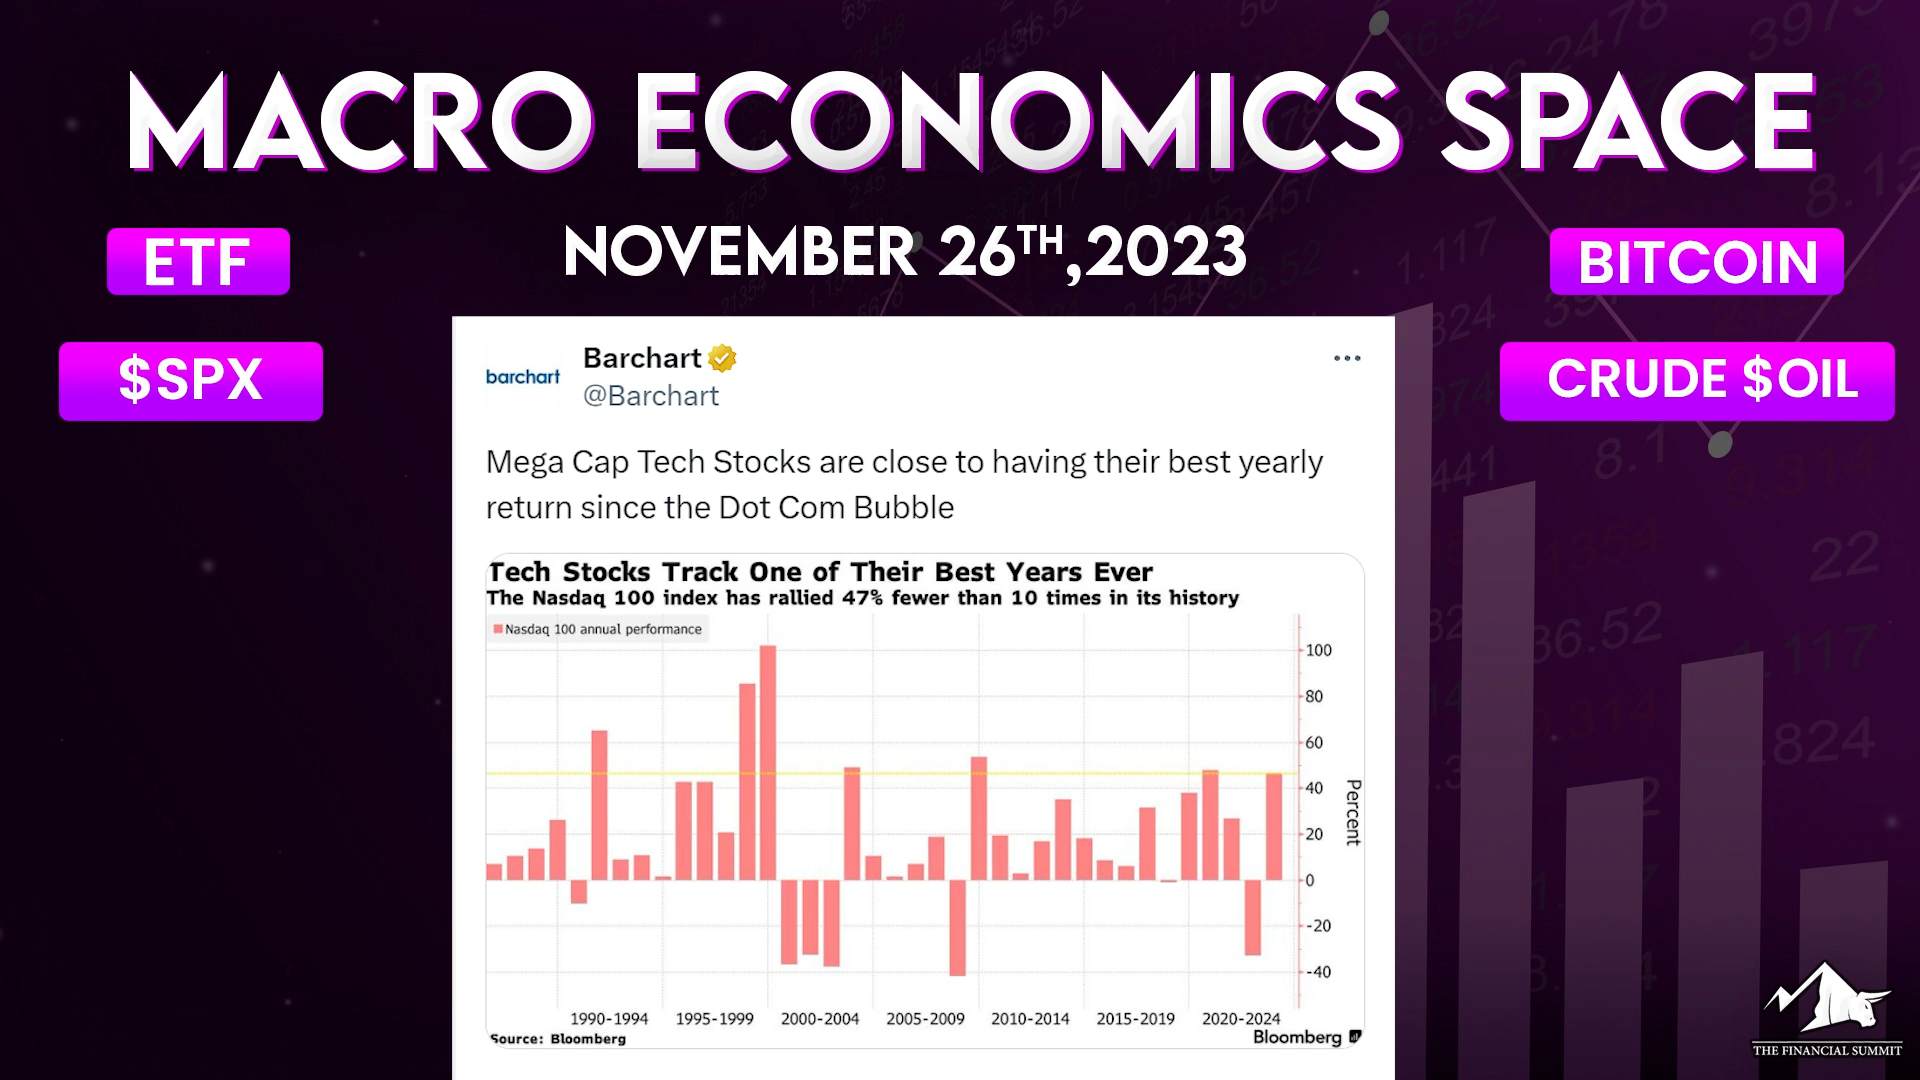 MACRO ECONOMICS SPACE
ETF
NOVEMBER 26TH,2023
BITCOIN
$SPX
CRUDE $OIL
barchart
Barchart
@Barchart
Mega Cap Tech Stocks are close to having their best yearly
return since the Dot Com Bubble
Tech Stocks Track One of Their Best Years Ever
The Nasdaq 100 index has rallied 47% fewer than 10 times in its history
Nasdaq 100 annual performance
100
80
60
40
20
0
-20
-40
Percent
1990-1994 1995-1999 2000-2004 2005-2009 2010-2014 2015-2019 2020-2024
Source: Bloomberg
Bloomberg
THE FINANCIAL SUMMIT